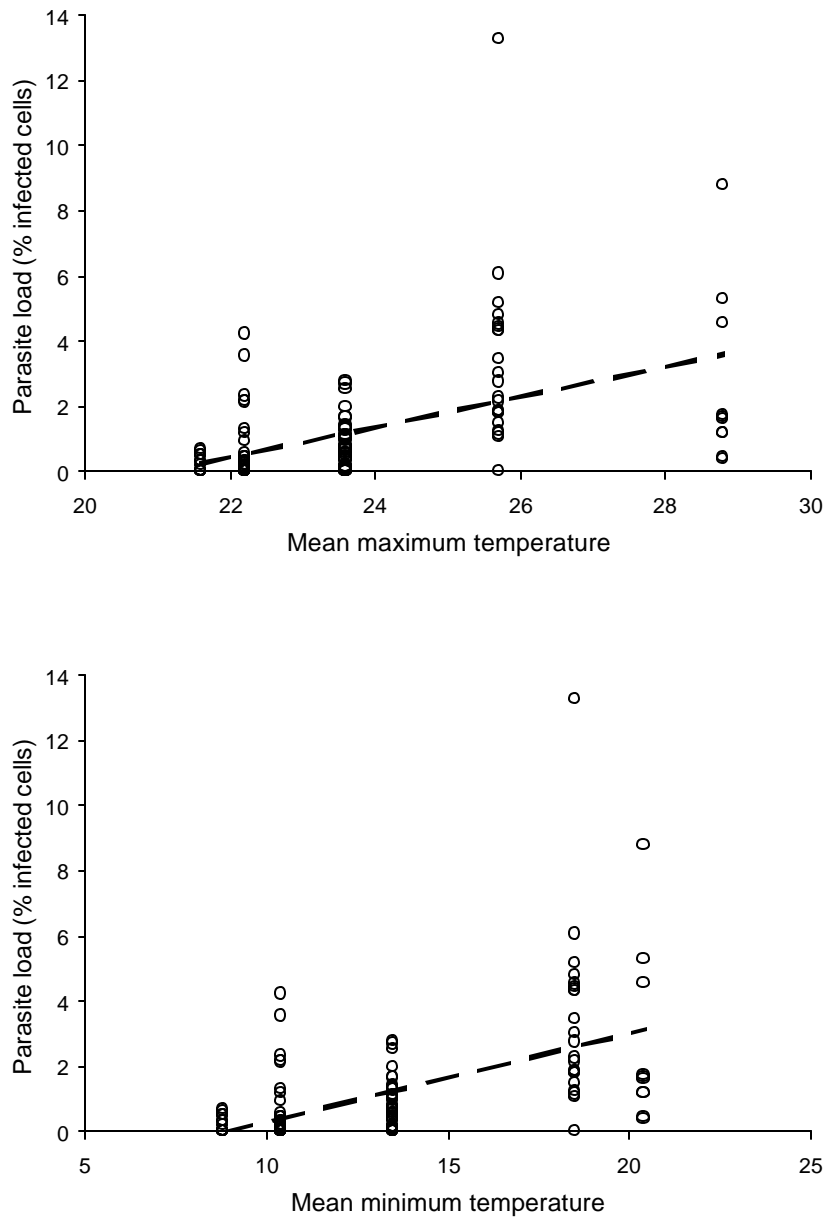 14
12
10
8
6
4
2
0
Parasite load (% infected cells)
20 22 24 26 28 30
Mean maximum temperature
14
12
10
8
6
4
2
0
Parasite load (% infected cells)
5 10 15 20 25
Mean minimum temperature